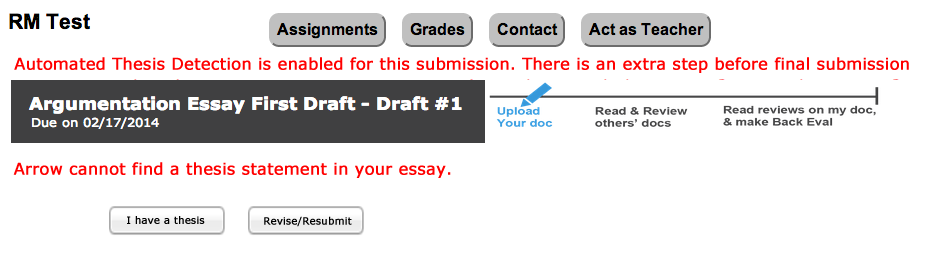 RM Test
Assignments Grades Contact Act as Teacher
Automated Thesis Detection is enabled for this submission. There is an extra step before final submission
Argumentation Essay First Draft - Draft #1
Due on 02/17/2014
Upload
Your doc
Read & Review
others' docs
Read reviews on my doc,
& make Back Eval
Arrow cannot find a thesis statement in your essay.
I have a thesis Revise/Resubmit